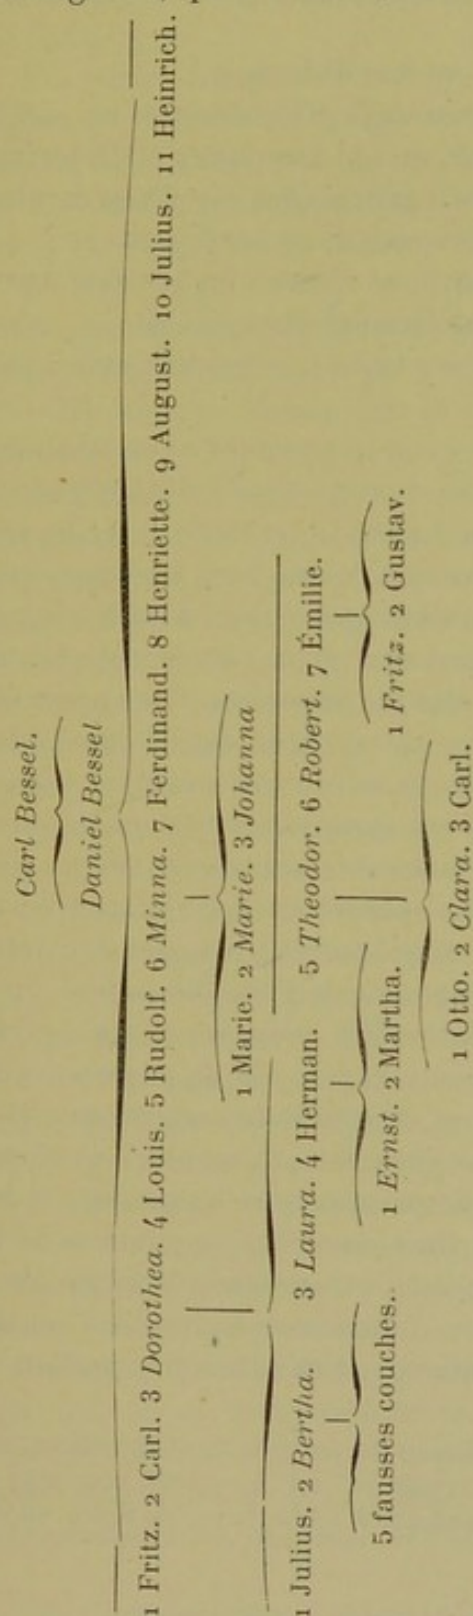 Carl Bessel.
Daniel Bessel
1 Fritz. 2 Carl. 3 Dorothea. 4 Louis. 5 Rudolf. 6 Minna. 7 Ferdinand. 8 Henriette. 9 August. 10 Julius. 11 Heinrich.
1 Marie. 2 Marie. 3 Johanna
1 Julius. 2 Bertha. 3 Laura. 4 Herman. 5 Theodor. 6 Robert. 7 Émilie.
5 fausses couches. 1 Ernst. 2 Martha. 1 Fritz. 2 Gustav.
1 Otto. 2 Clara. 3 Carl.